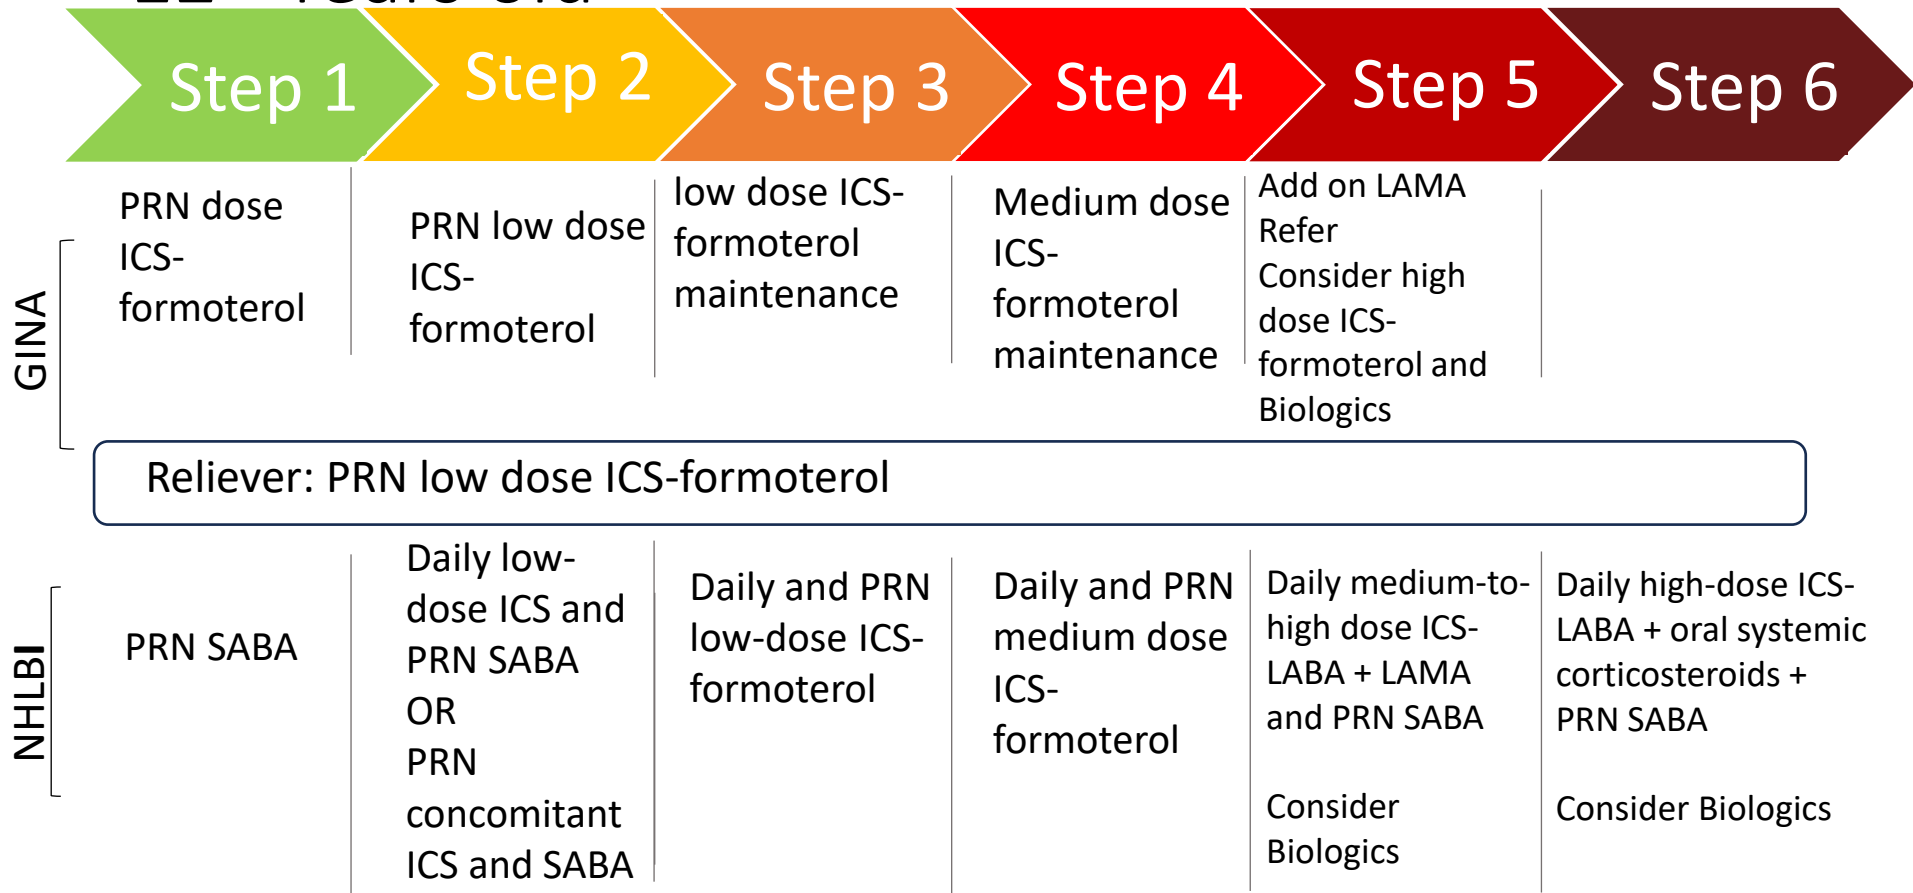 Step 1
Step 2
Step 3
Step 4
Step 5
Step 6
GINA
PRN dose
ICS-
formoterol
PRN low dose
ICS-
formoterol
low dose ICS-
formoterol
maintenance
Medium dose
ICS-
formoterol
maintenance
Add on LAMA
Refer
Consider high
dose ICS-
formoterol and
Biologics
Reliever: PRN low dose ICS-formoterol
NHLBI
PRN SABA
Daily low-
dose ICS and
PRN SABA
OR
PRN
concomitant
ICS and SABA
Daily and PRN
low-dose ICS-
formoterol
Daily and PRN
medium dose
ICS-
formoterol
Daily medium-to-
high dose ICS-
LABA + LAMA
and PRN SABA
Consider
Biologics
Daily high-dose ICS-
LABA + oral systemic
corticosteroids +
PRN SABA
Consider Biologics